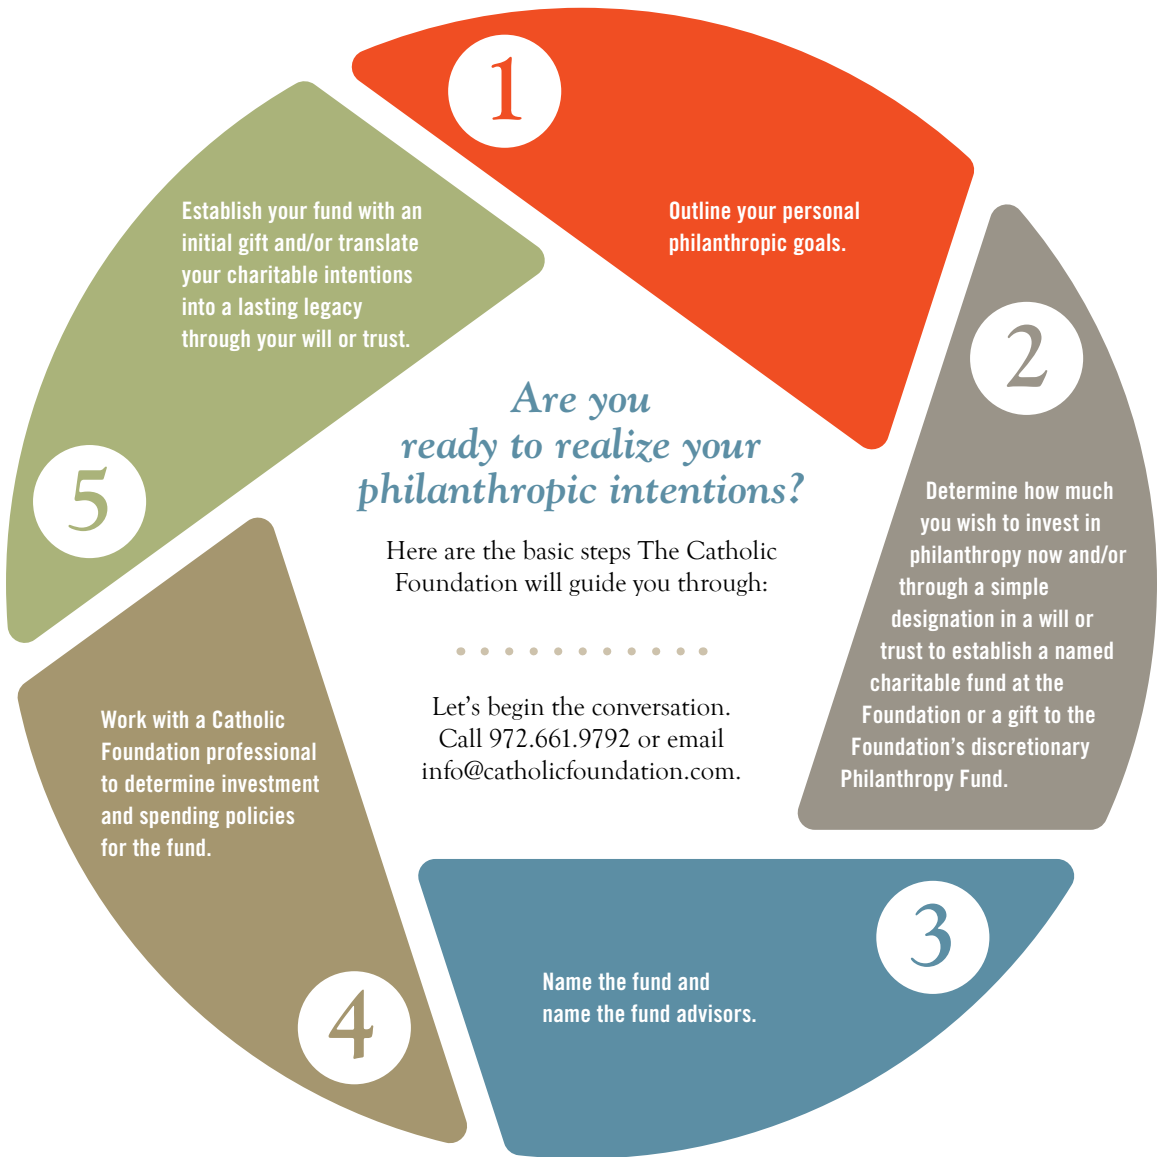 Are you
ready to realize your
philanthropic intentions?
Here are the basic steps The Catholic
Foundation will guide you through:
Let's begin the conversation.
Call 972.661.9792 or email
info@catholicfoundation.com.
1
Outline your personal
philanthropic goals.
2
Determine how much
you wish to invest in
philanthropy now and/or
through a simple
designation in a will or
trust to establish a named
charitable fund at the
Foundation or a gift to the
Foundation's discretionary
Philanthropy Fund.
3
Name the fund and
name the fund advisors.
4
Work with a Catholic
Foundation professional
to determine investment
and spending policies
for the fund.
5
Establish your fund with an
initial gift and/or translate
your charitable intentions
into a lasting legacy
through your will or trust.